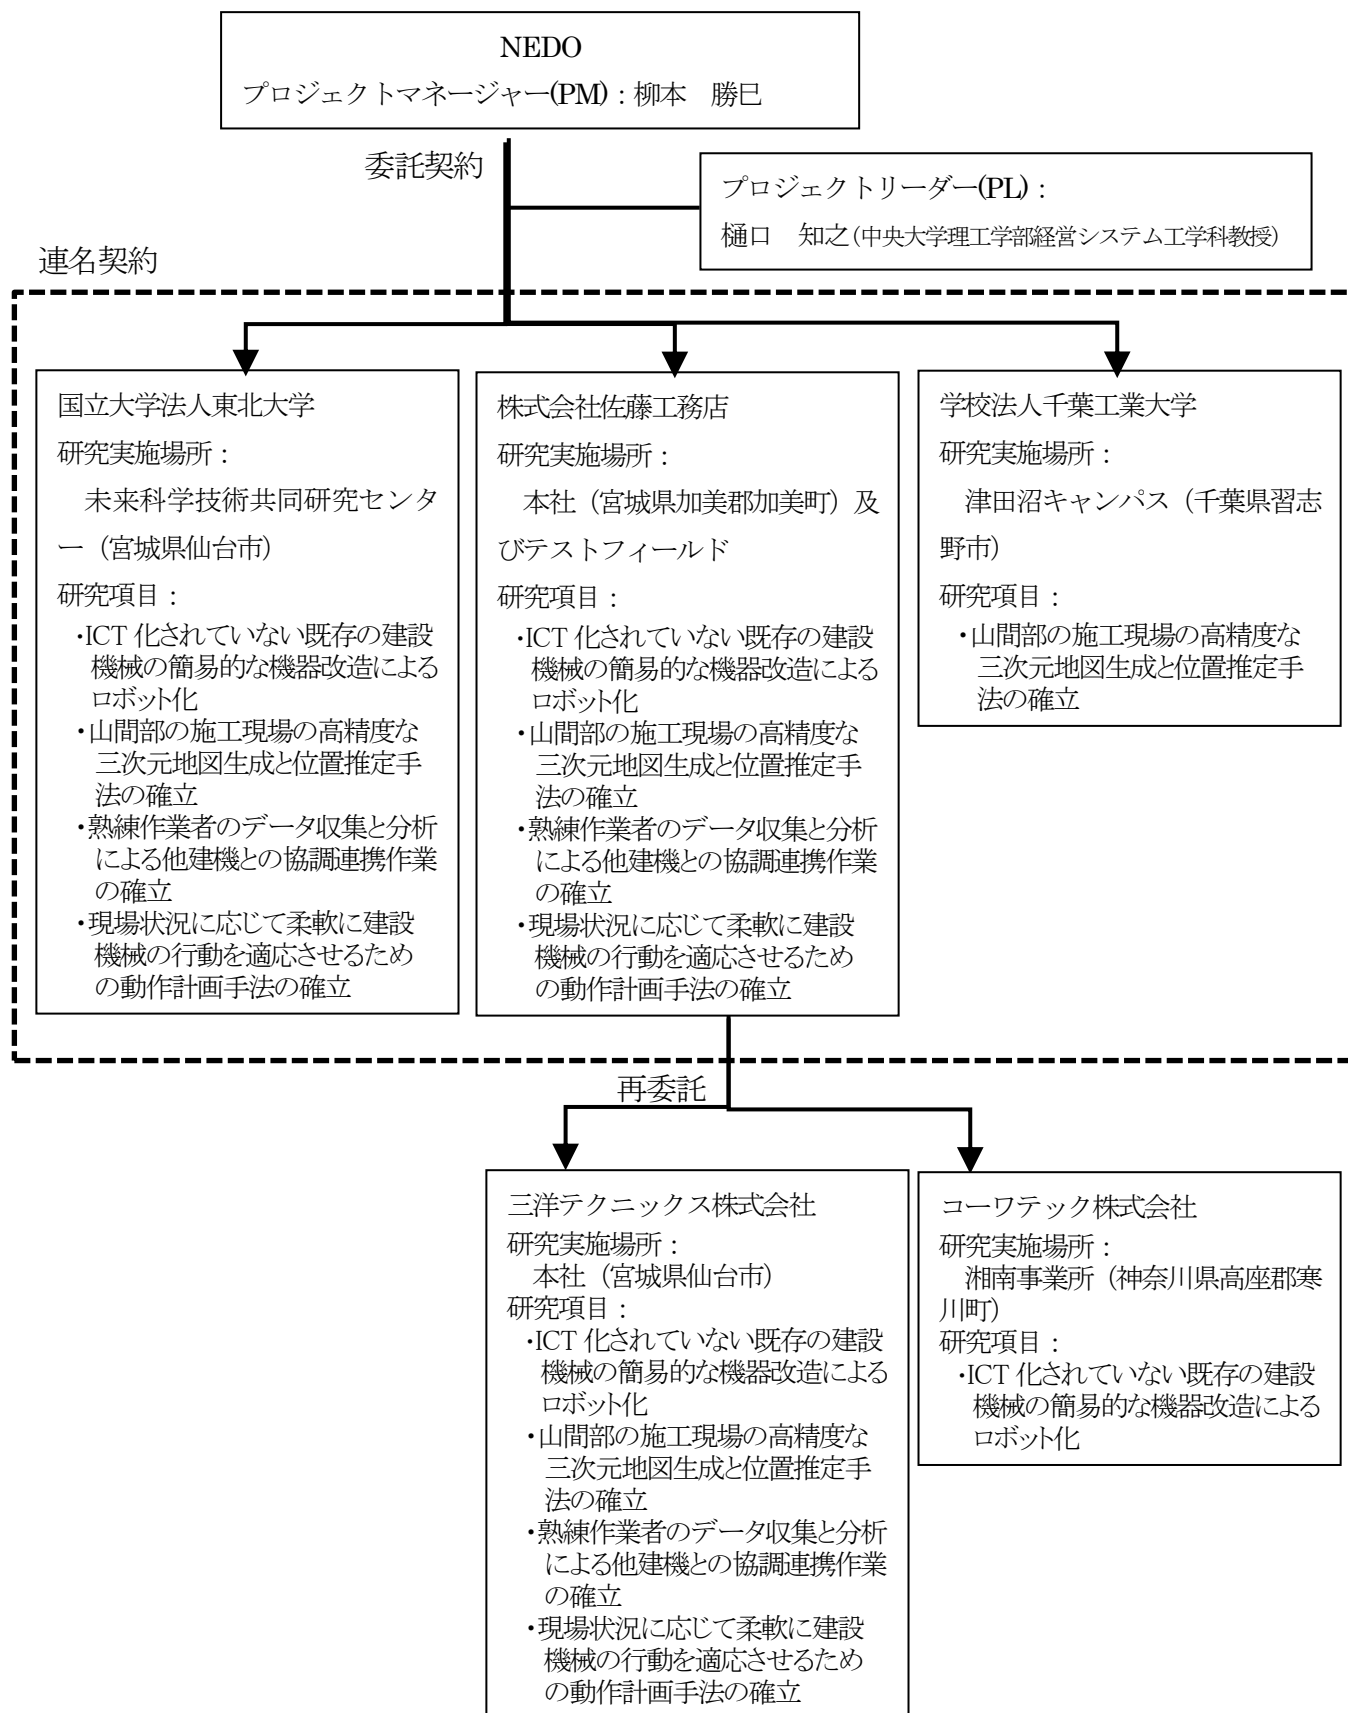 NEDO
プロジェクトマネージャー(PM)：柳本　勝巳
委託契約
プロジェクトリーダー(PL)：
樋口　知之(中央大学理工学部経営システム工学科教授)
連名契約
国立大学法人東北大学
研究実施場所：
未来科学技術共同研究センタ
ー（宮城県仙台市）
研究項目：
・ICT 化されていない既存の建設
機械の簡易的な機器改造による
ロボット化
・山間部の施工現場の高精度な
三次元地図生成と位置推定手
法の確立
・熟練作業者のデータ収集と分析
による他建機との協調連携作業
の確立
・現場状況に応じて柔軟に建設
機械の行動を適応させるため
の動作計画手法の確立
株式会社佐藤工務店
研究実施場所：
本社（宮城県加美郡加美町）及
びテストフィールド
研究項目：
・ICT 化されていない既存の建設
機械の簡易的な機器改造による
ロボット化
・山間部の施工現場の高精度な
三次元地図生成と位置推定手
法の確立
・熟練作業者のデータ収集と分析
による他建機との協調連携作業
の確立
・現場状況に応じて柔軟に建設
機械の行動を適応させるため
の動作計画手法の確立
学校法人千葉工業大学
研究実施場所：
津田沼キャンパス（千葉県習志
野市）
研究項目：
・山間部の施工現場の高精度な
三次元地図生成と位置推定手
法の確立
再委託
三洋テクニックス株式会社
研究実施場所：
本社（宮城県仙台市）
研究項目：
・ICT 化されていない既存の建設
機械の簡易的な機器改造による
ロボット化
・山間部の施工現場の高精度な
三次元地図生成と位置推定手
法の確立
・熟練作業者のデータ収集と分析
による他建機との協調連携作業
の確立
・現場状況に応じて柔軟に建設
機械の行動を適応させるため
の動作計画手法の確立
コーワテック株式会社
研究実施場所：
湘南事業所（神奈川県高座郡寒
川町）
研究項目：
・ICT 化されていない既存の建設
機械の簡易的な機器改造による
ロボット化